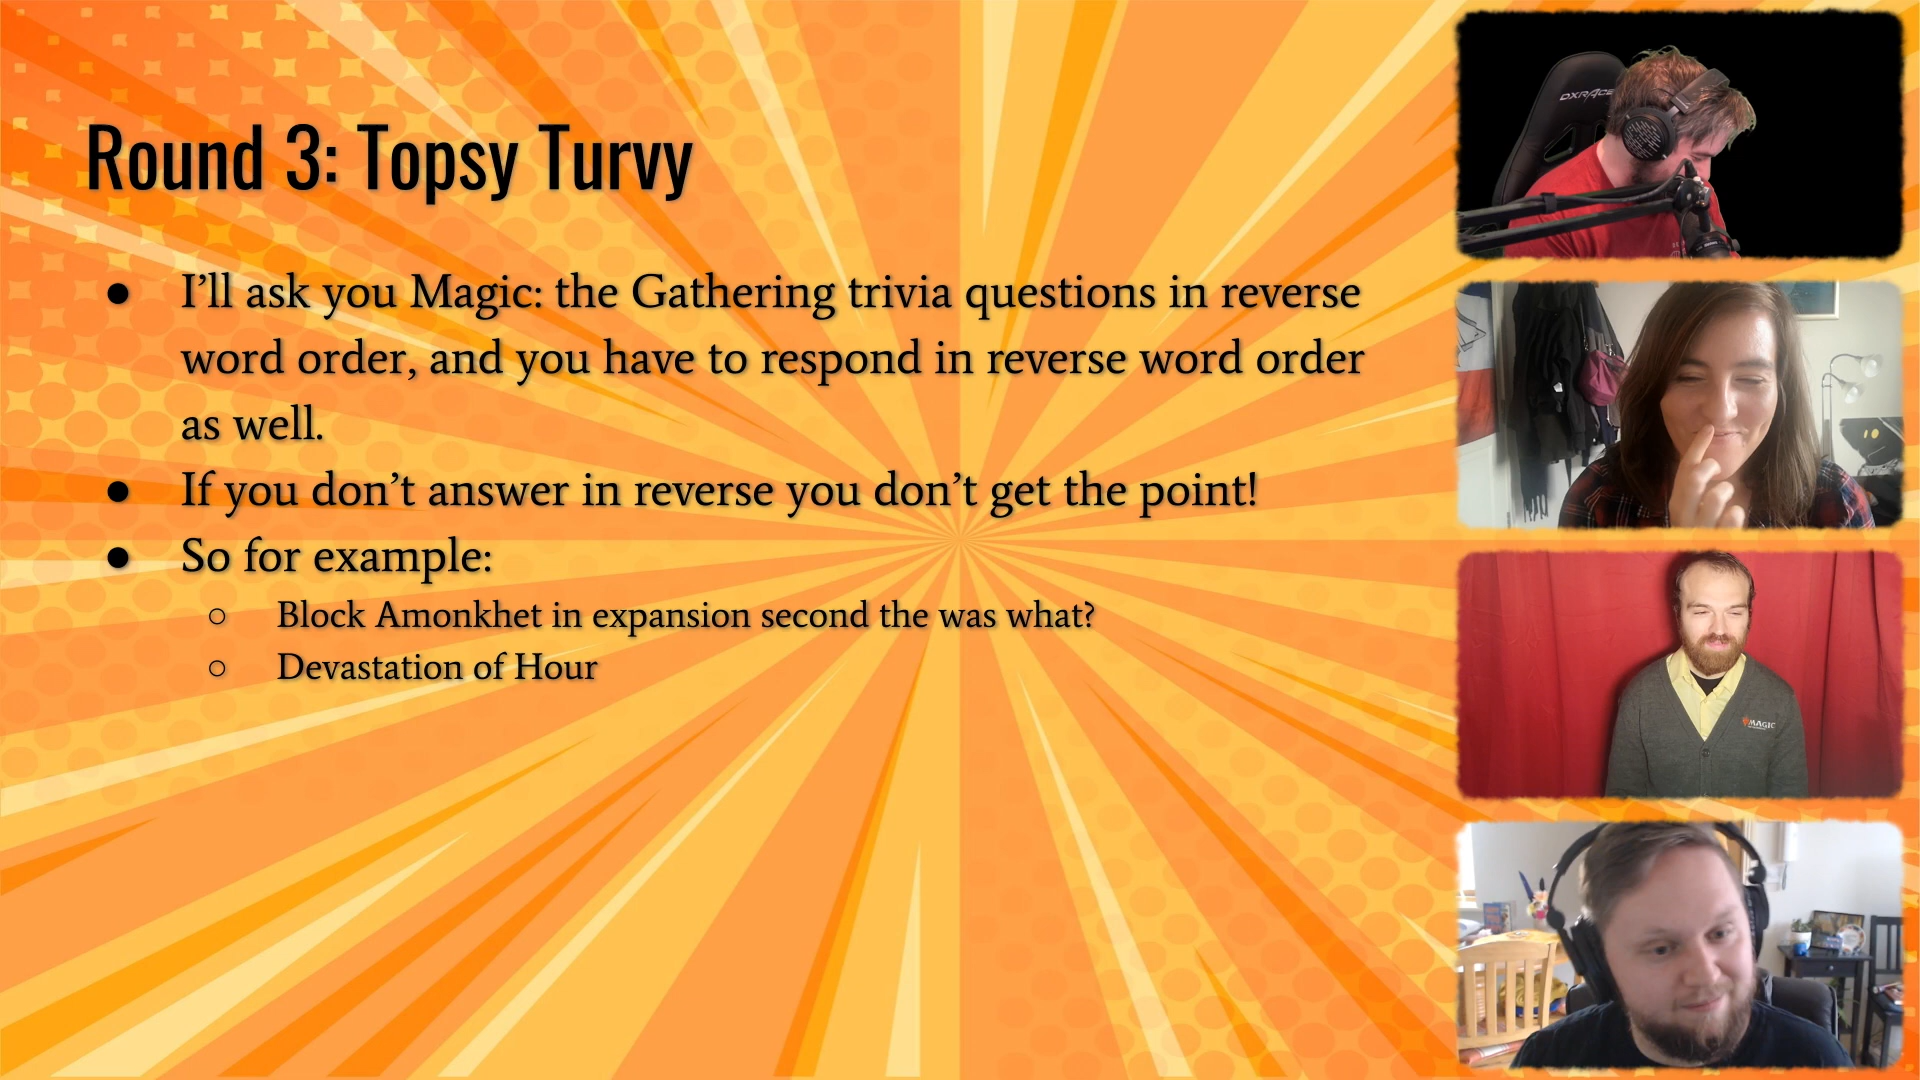 Round 3: Topsy Turvy
● I’ll ask you Magic: the Gathering trivia questions in reverse
word order, and you have to respond in reverse word order
as well.
● If you don’t answer in reverse you don’t get the point!
● So for example:
○ Block Amonkhet in expansion second the was what?
○ Devastation of Hour
DXRACER
MAGIC